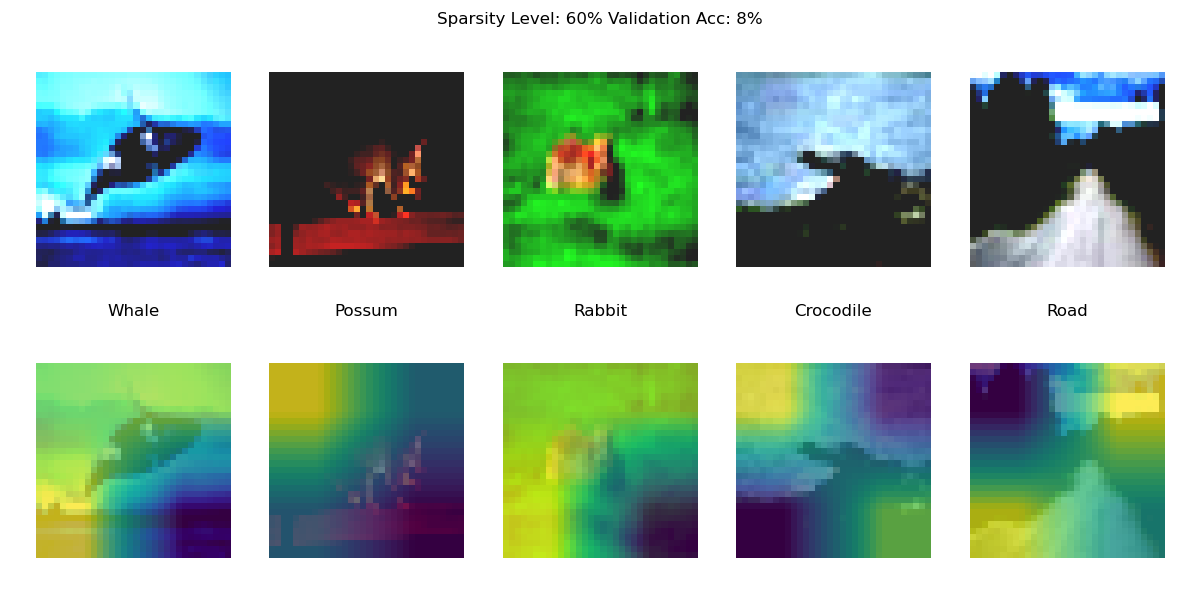 Sparsity Level: 60% Validation Acc: 8%
Whale
Possum
Rabbit
Crocodile
Road